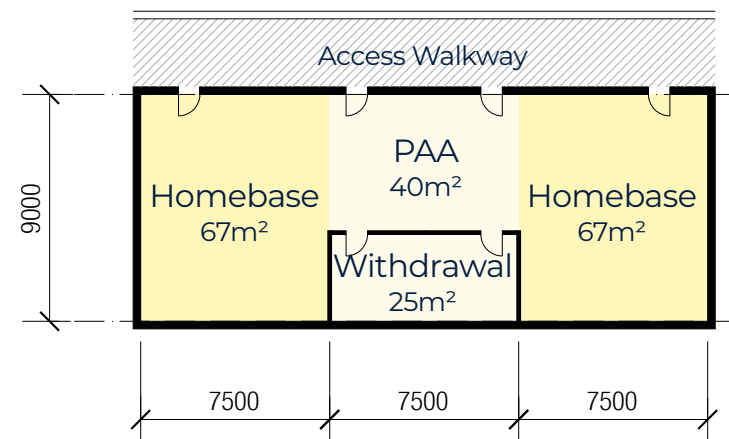 Access Walkway
PAA
40m²
Homebase
67m²
Homebase
67m²
9000
Withdrawal
25m²
7500
7500
7500